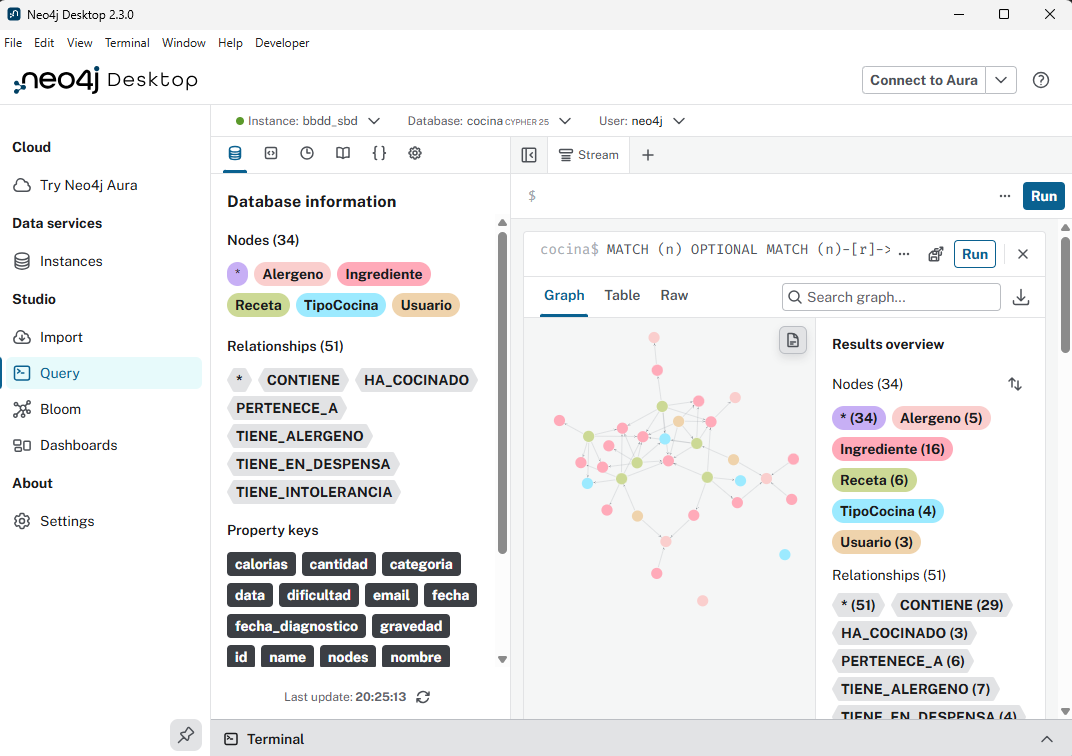 Neo4j Desktop 2.3.0
File Edit View Terminal Window Help Developer
neo4j Desktop
Connect to Aura
Cloud
Try Neo4j Aura
Data services
Instances
Studio
Import
Query
Bloom
Dashboards
About
Settings
Instance: bbdd_sbd Database: cocina CYPHER 25 User: neo4j
Database information
Nodes (34)
* Alergeno Ingrediente
Receta TipoCocina Usuario
Relationships (51)
* CONTIENE HA_COCINADO
PERTENECE_A
TIENE_ALERGENO
TIENE_EN_DESPENSA
TIENE_INTOLERANCIA
Property keys
calorias cantidad categoria
data dificultad email fecha
fecha_diagnostico gravedad
id name nodes nombre
Last update: 20:25:13
Stream
$ ... Run
cocina$ MATCH (n) OPTIONAL MATCH (n)-[r]-> ... Run
Graph Table Raw
Search graph...
Results overview
Nodes (34)
* (34) Alergeno (5)
Ingrediente (16)
Receta (6)
TipoCocina (4)
Usuario (3)
Relationships (51)
* (51) CONTIENE (29)
HA_COCINADO (3)
PERTENECE_A (6)
TIENE_ALERGENO (7)
TIENE_EN_DESPENSA (4)
Terminal